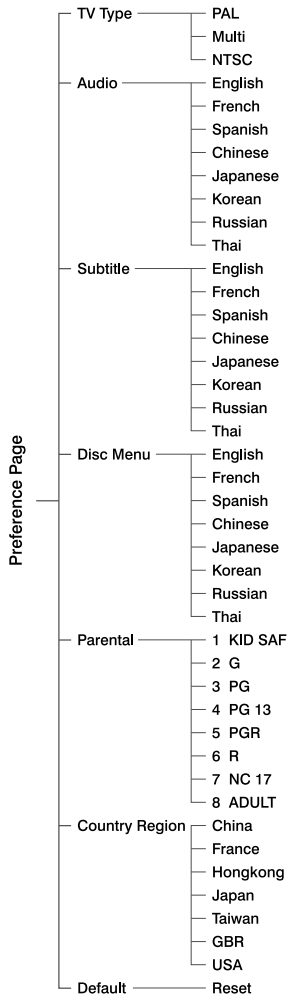 Preference Page
TV Type
PAL
Multi
NTSC
Audio
English
French
Spanish
Chinese
Japanese
Korean
Russian
Thai
Subtitle
English
French
Spanish
Chinese
Japanese
Korean
Russian
Thai
Disc Menu
English
French
Spanish
Chinese
Japanese
Korean
Russian
Thai
Parental
1 KID SAF
2 G
3 PG
4 PG 13
5 PGR
6 R
7 NC 17
8 ADULT
Country Region
China
France
Hongkong
Japan
Taiwan
GBR
USA
Default
Reset